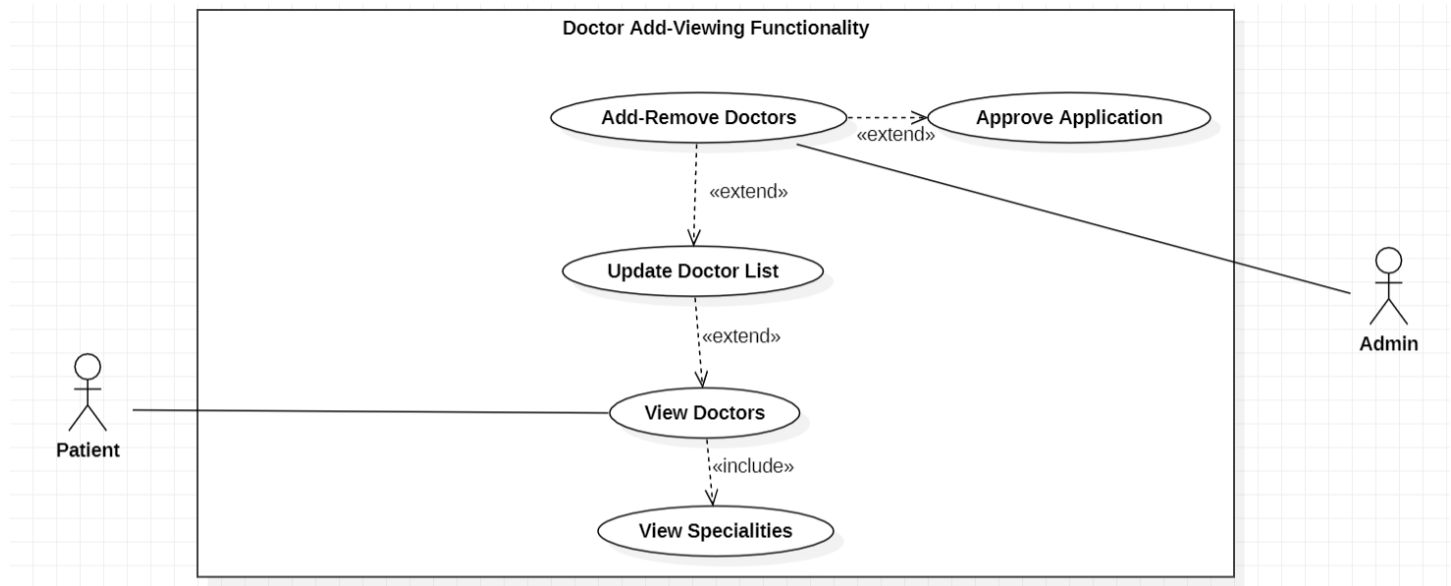 Doctor Add-Viewing Functionality
Add-Remove Doctors
«extend»
Approve Application
«extend»
Update Doctor List
«extend»
Admin
View Doctors
Patient
«include»
View Specialities